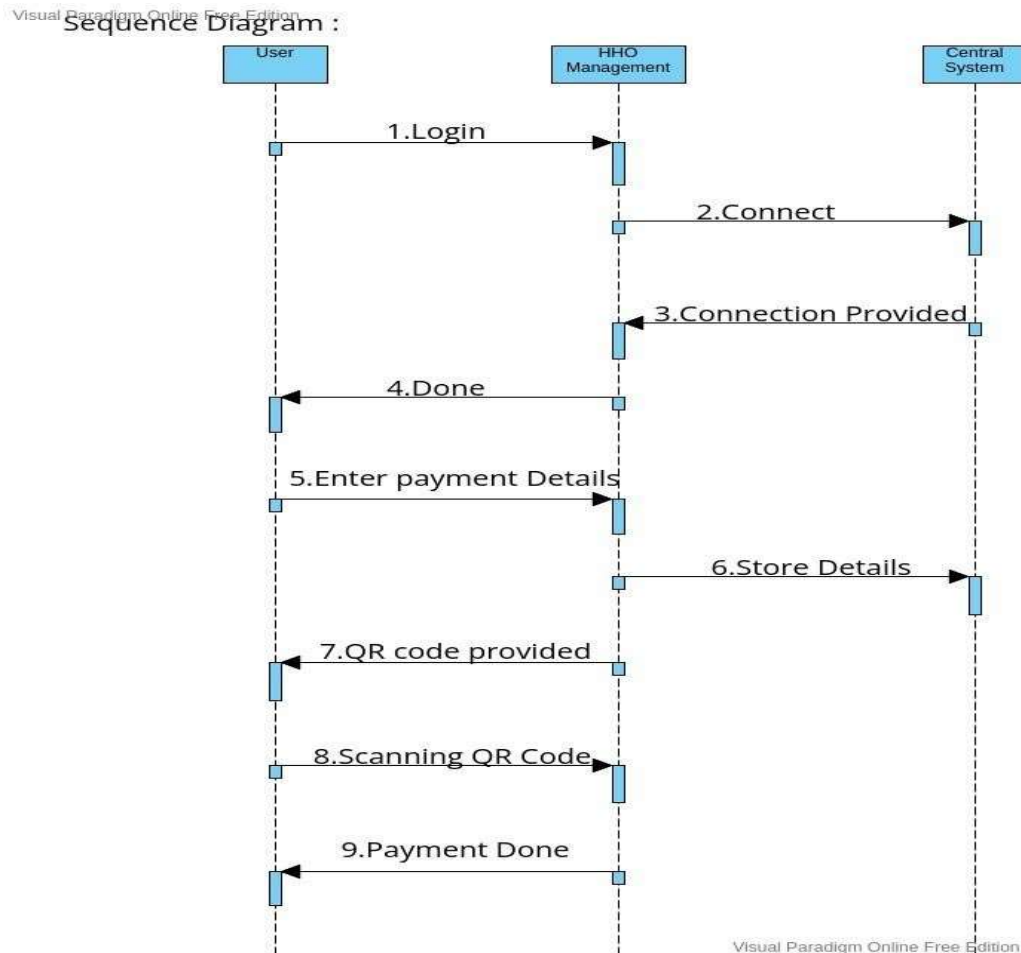 Visual Paradigm Online Free Edition
Sequence Diagram :
User
HHO
Management
Central
System
1.Login
2.Connect
3.Connection Provided
4.Done
5.Enter payment Details
6.Store Details
7.QR code provided
8.Scanning QR Code
9.Payment Done
Visual Paradigm Online Free Edition